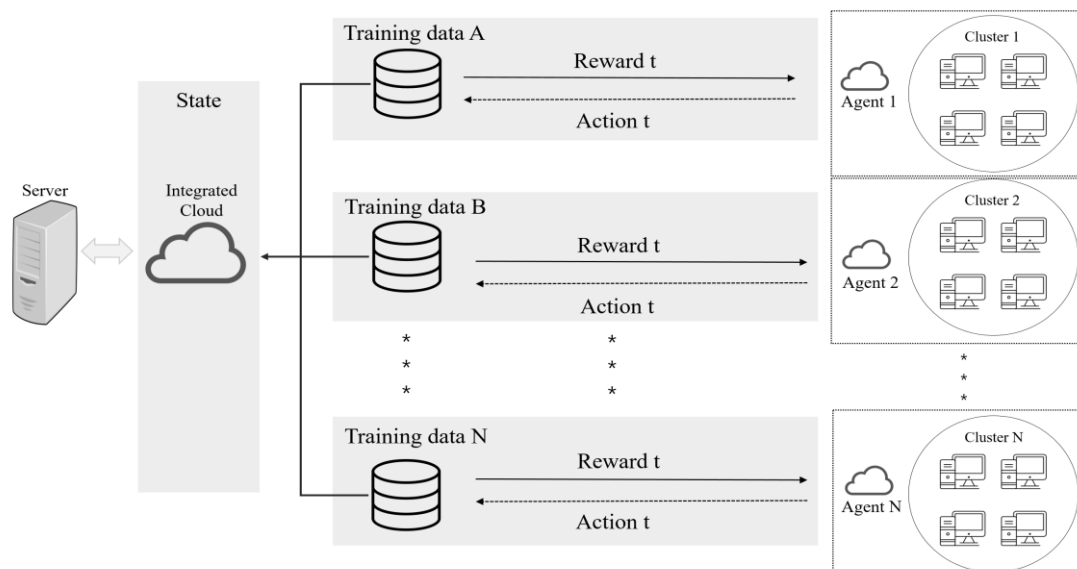 Server
State
Integrated
Cloud
Training data A
Reward t
Action t
Agent 1
Cluster 1
Training data B
Reward t
Action t
Agent 2
Cluster 2
* * *
* * *
* * *
Training data N
Reward t
Action t
Agent N
Cluster N